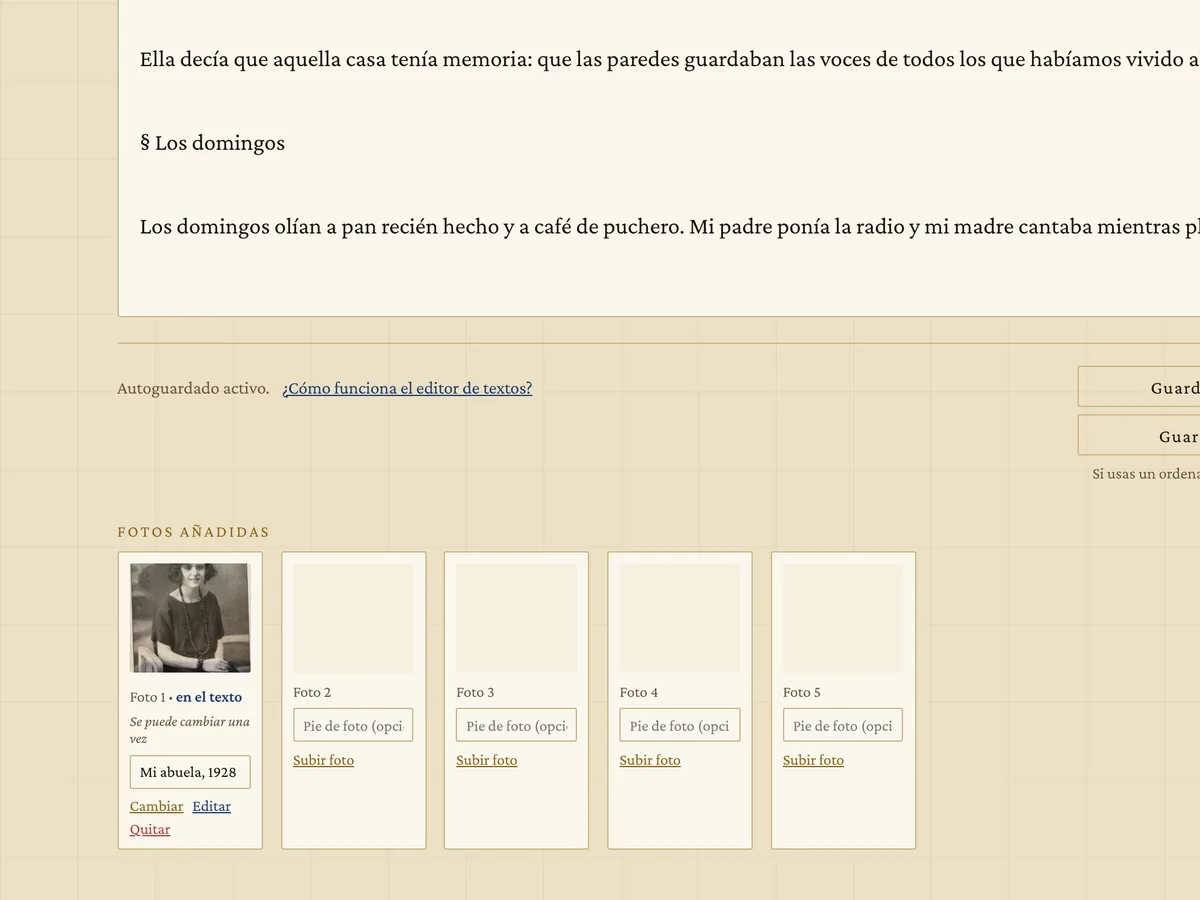 Ella decía que aquella casa tenía memoria: que las paredes guardaban las voces de todos los que habíamos vivido
§ Los domingos
Los domingos olían a pan recién hecho y a café de puchero. Mi padre ponía la radio y mi madre cantaba mientras
Autoguardado activo. ¿Cómo funciona el editor de textos?
Si usas un
FOTOS AÑADIDAS
Foto 1 · en el texto
Se puede cambiar una
vez
Mi abuela, 1928
Cambiar Editar
Quitar
Foto 2
Pie de foto (opci
Subir foto
Foto 3
Pie de foto (opci
Subir foto
Foto 4
Pie de foto (opci
Subir foto
Foto 5
Pie de foto (opci
Subir foto